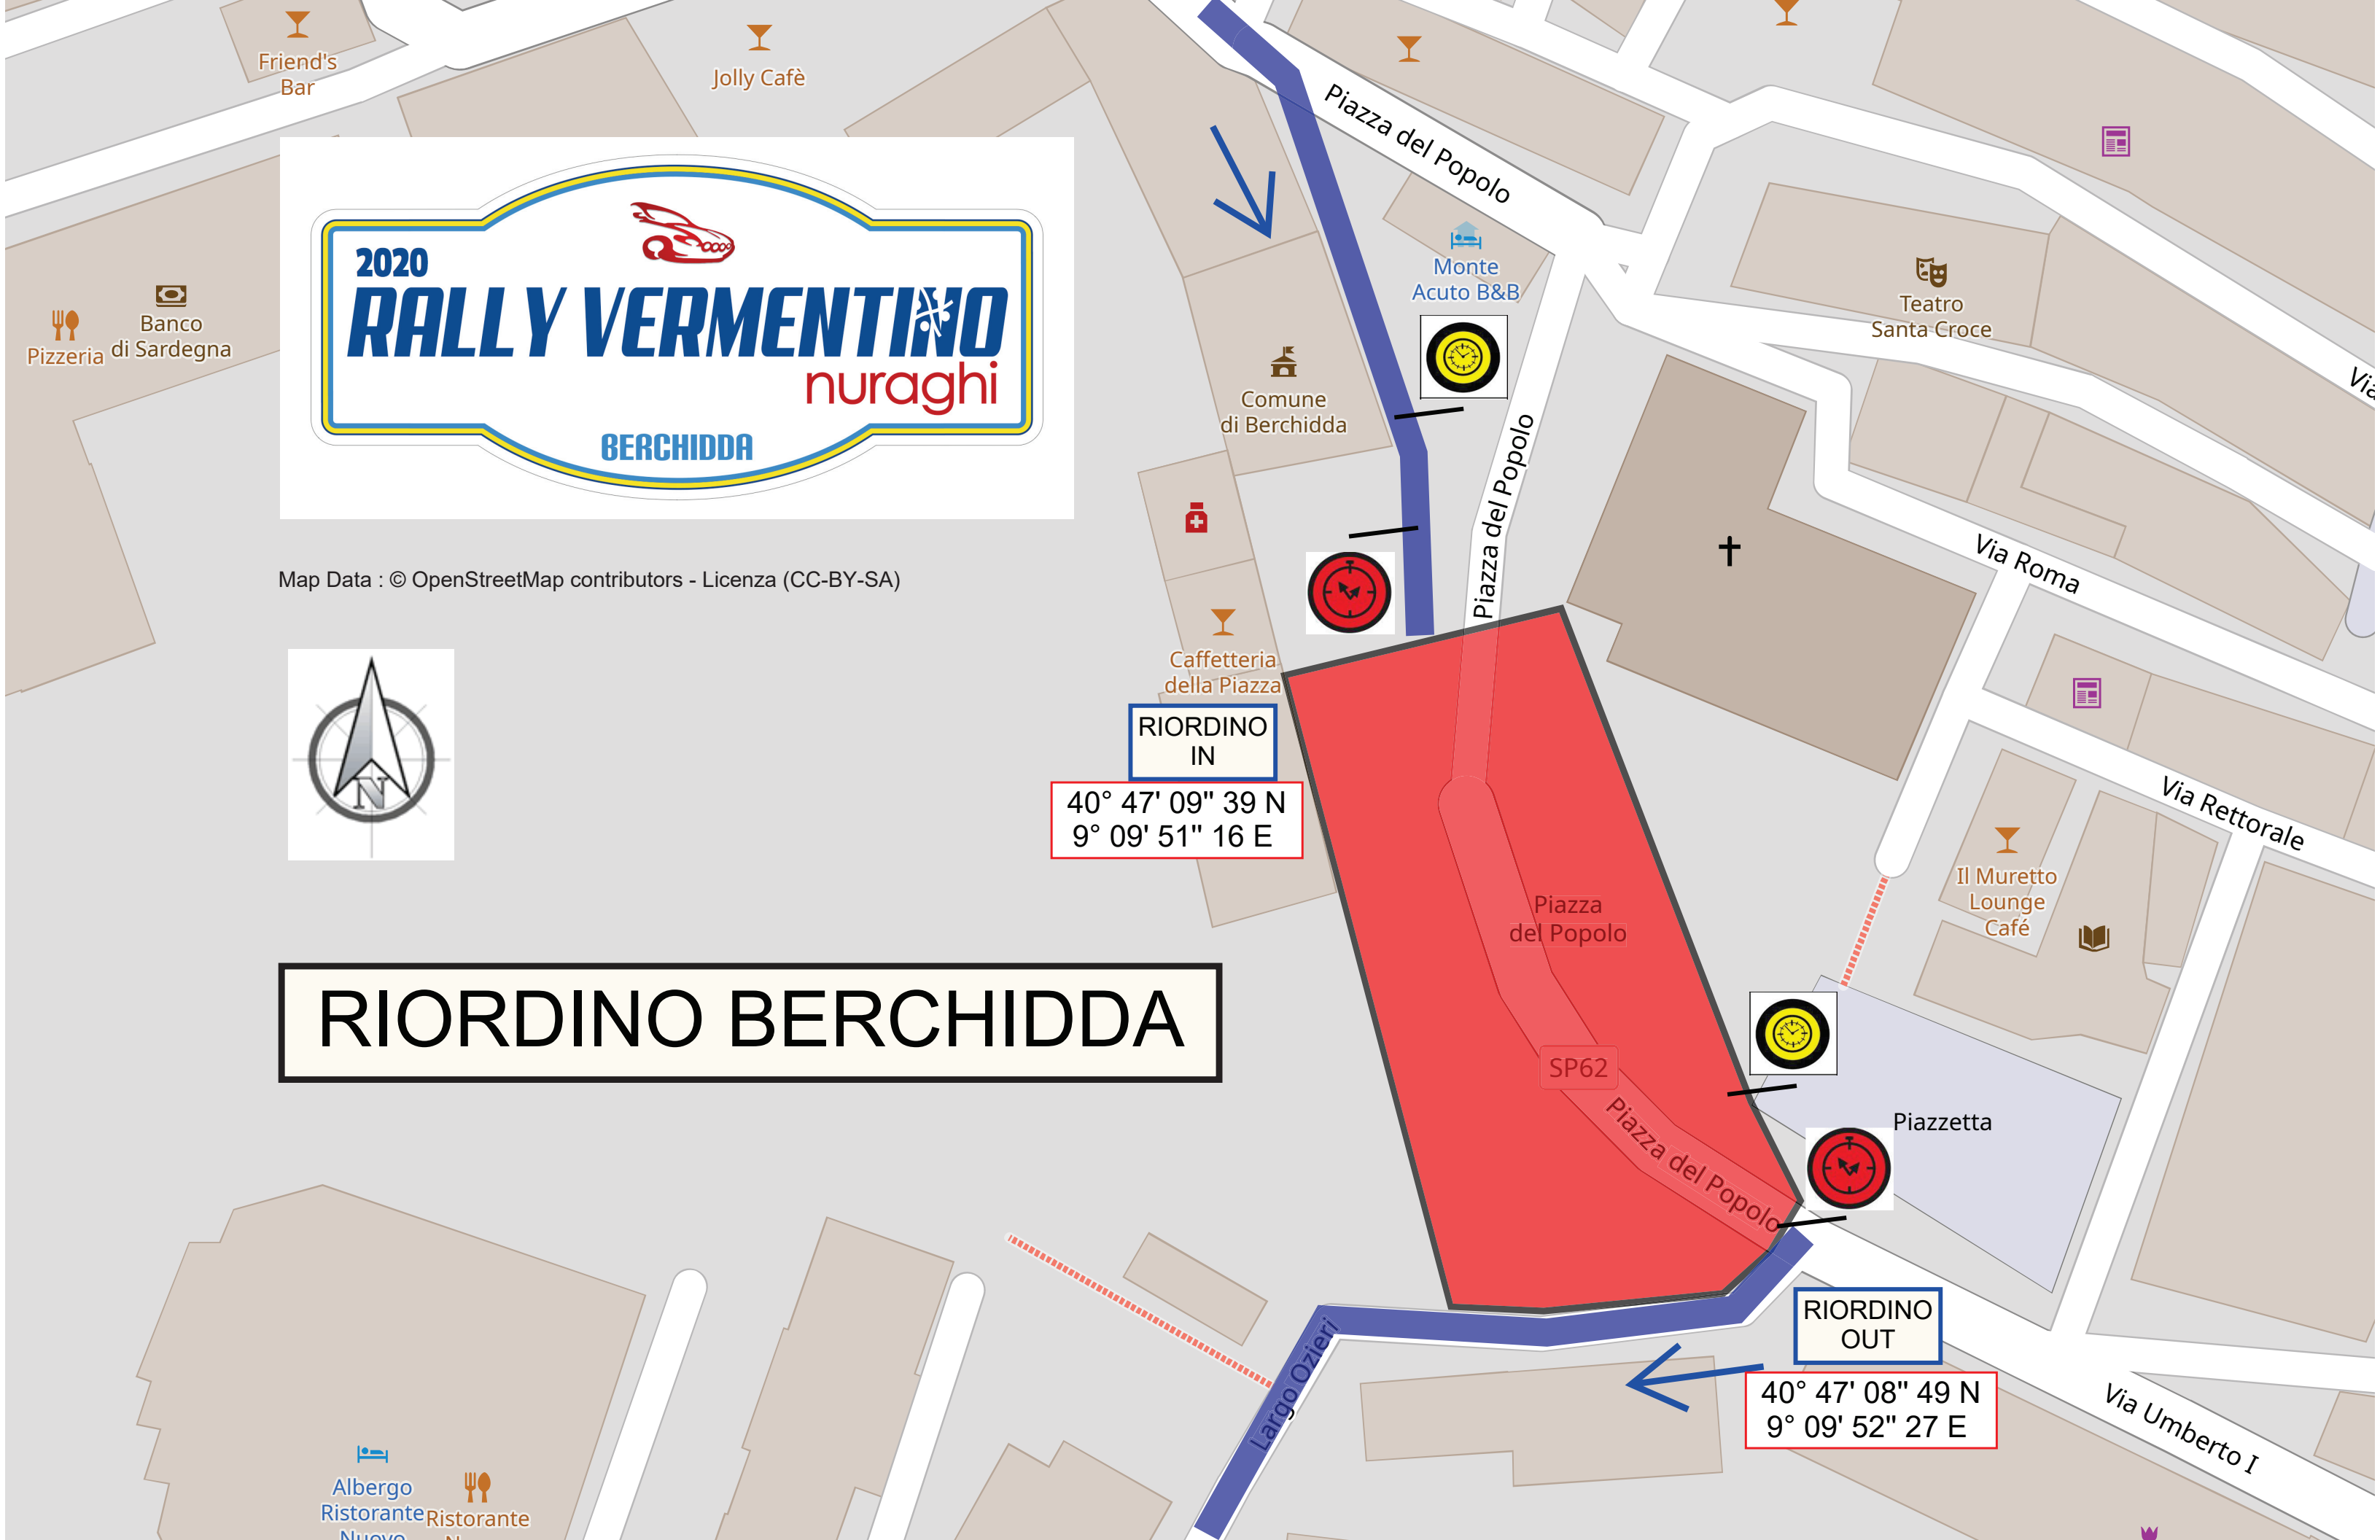 Friend's
Bar
Jolly Cafè
Piazza del Popolo
2020
RALLY VERMENTINO
nuraghi
BERCHIDDA
Pizzeria
Banco
di Sardegna
Monte
Acuto B&B
Teatro
Santa Croce
Via
Comune
di Berchidda
Piazza del Popolo
Via Roma
Map Data : © OpenStreetMap contributors - Licenza (CC-BY-SA)
Caffetteria
della Piazza
RIORDINO
IN
40° 47' 09" 39 N
9° 09' 51" 16 E
N
Via Rettorale
Il Muretto
Lounge
Café
Piazza
del Popolo
RIORDINO BERCHIDDA
SP62
Piazza del Popolo
Piazzetta
RIORDINO
OUT
40° 47' 08" 49 N
9° 09' 52" 27 E
Largo Ozieri
Via Umberto I
Albergo
Ristorante
Nuovo
Ristorante